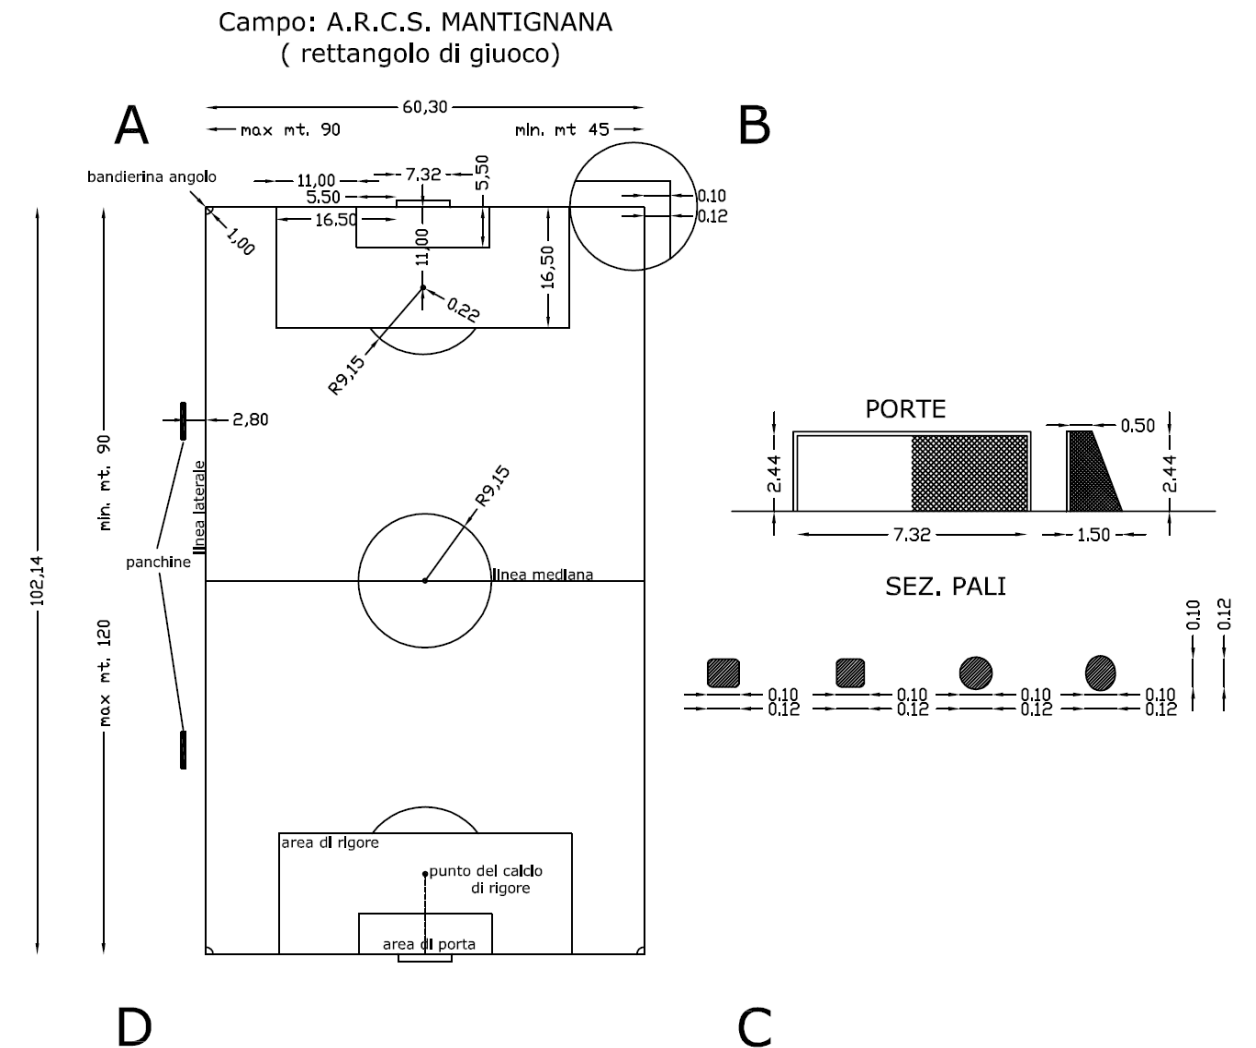 Campo: A.R.C.S. MANTIGNANA
( rettangolo di giuoco)
A
B
60,30
max mt. 90
min. mt 45
bandierina angolo
11,00
7.32
5,50
5.50
16.50
1,00
11,00
16,50
0.10
0.12
0.22
R9,15
2,80
min. mt. 90
linea laterale
panchine
102,14
max mt. 120
R9,15
linea mediana
PORTE
2.44
7.32
0.50
1.50
2.44
SEZ. PALI
0.10
0.12
0.10
0.10
0.10
0.10
0.12
0.12
0.12
0.12
area di rigore
punto del calcio
di rigore
area di porta
D
C